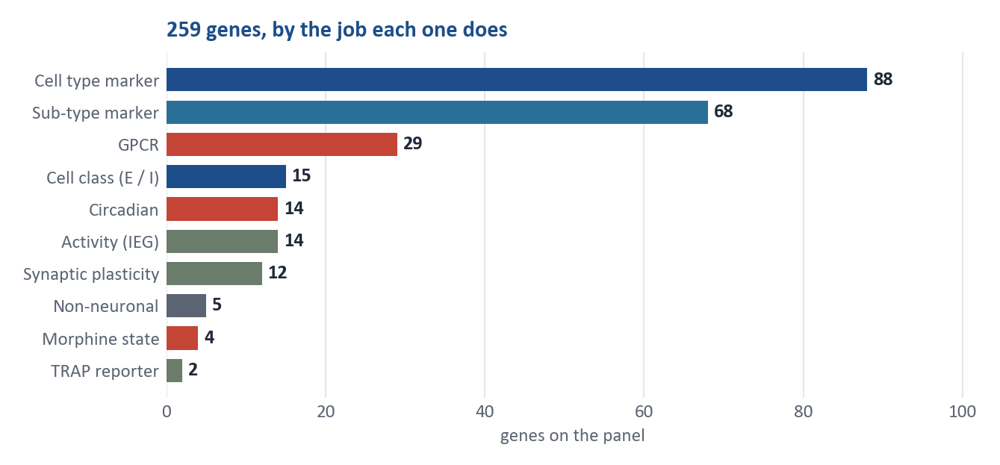 259 genes, by the job each one does
Cell type marker 88
Sub-type marker 68
GPCR 29
Cell class (E / I) 15
Circadian 14
Activity (IEG) 14
Synaptic plasticity 12
Non-neuronal 5
Morphine state 4
TRAP reporter 2
0 20 40 60 80 100
genes on the panel